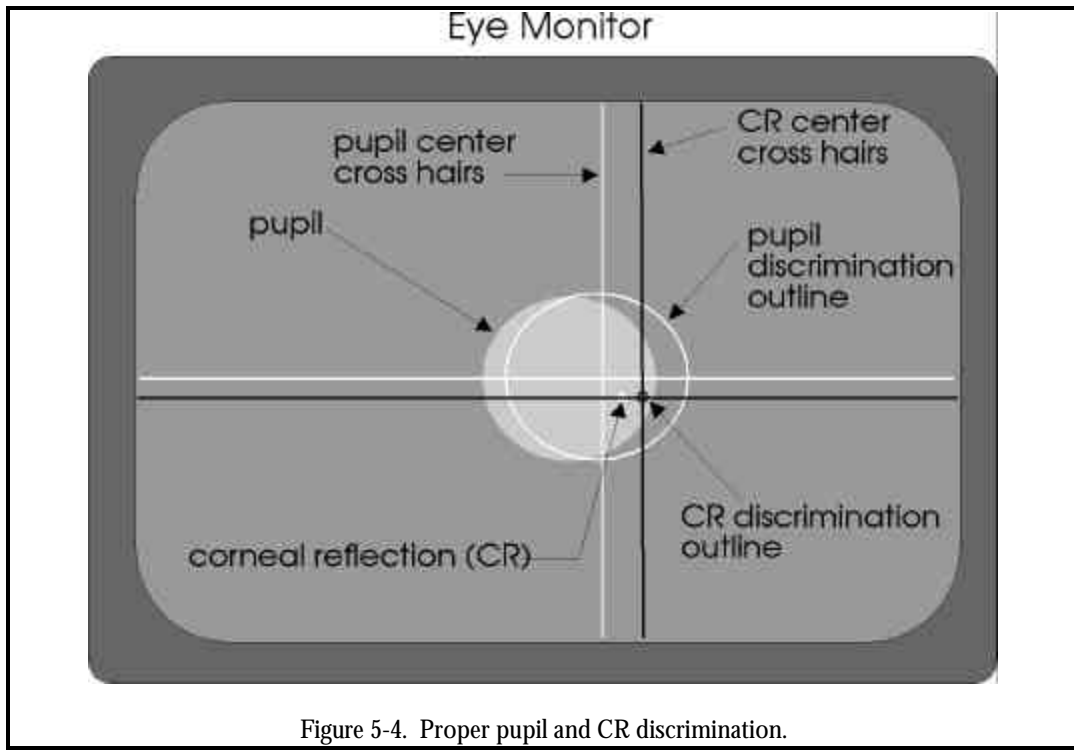 Eye Monitor
pupil center
cross hairs
CR center
cross hairs
pupil
pupil
discrimination
outline
CR discrimination
outline
corneal reflection (CR)
Figure 5-4. Proper pupil and CR discrimination.